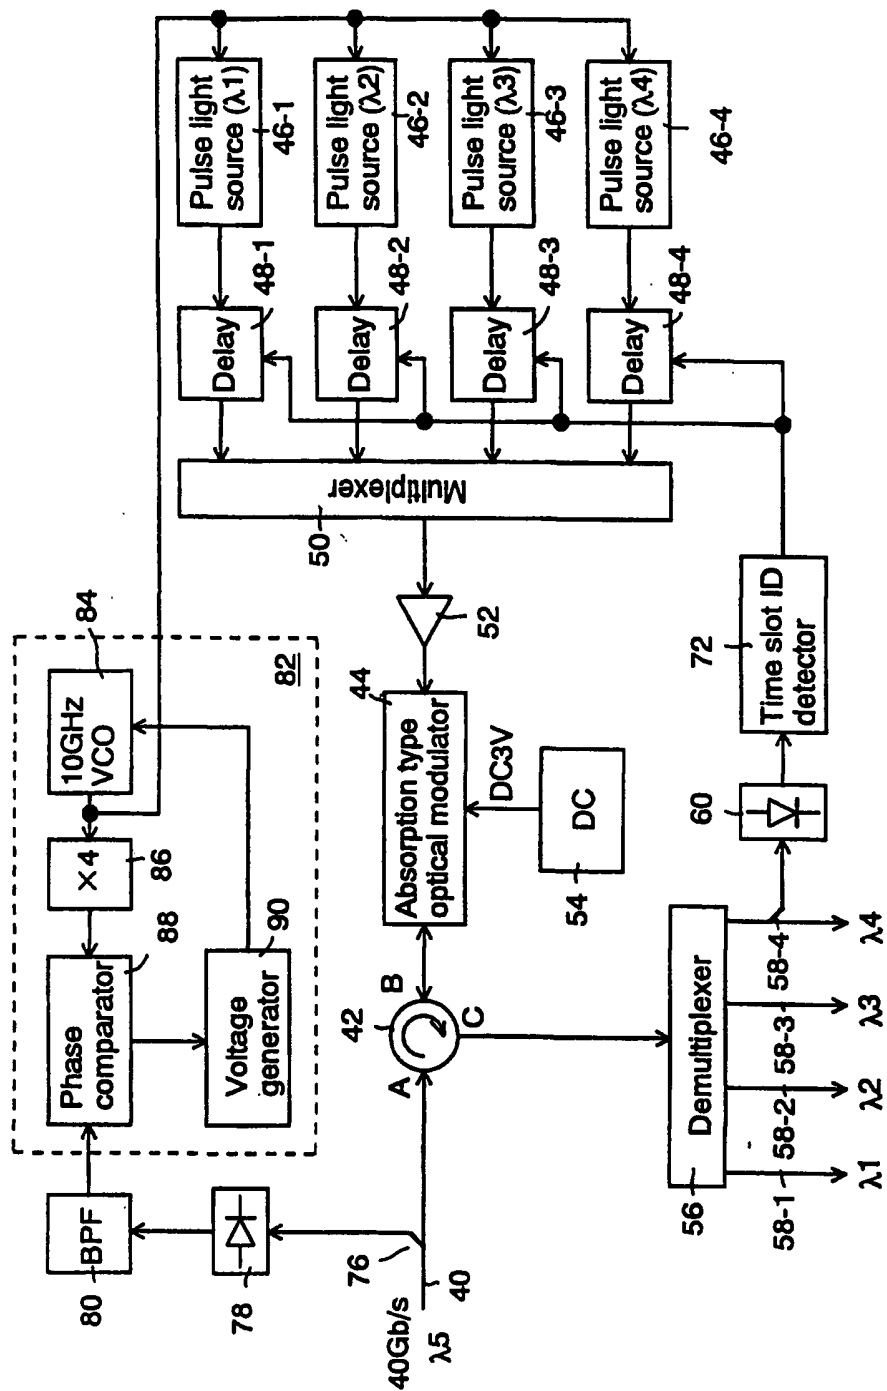 40Gb/s
λ5
40
76
78
80
BPF
Phase
comparator
88
×4
86
10GHz
VCO
84
Voltage
generator
90
82
A
B
C
42
Absorption type
optical modulator
44
DC3V
DC
54
52
Multiplexer
50
Delay
48-1
Delay
48-2
Delay
48-3
Delay
48-4
Pulse light
source (λ1)
46-1
Pulse light
source (λ2)
46-2
Pulse light
source (λ3)
46-3
Pulse light
source (λ4)
46-4
Demultiplexer
56
58-1
58-2
58-3
58-4
λ1
λ2
λ3
λ4
60
Time slot ID
detector
72